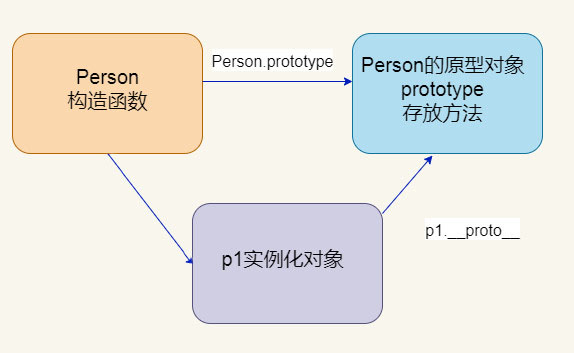 Person
构造函数
Person.prototype
Person的原型对象
prototype
存放方法
p1实例化对象
p1.__proto__